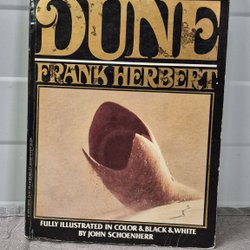 DUNE
FRANK HERBERT
FULLY ILLUSTRATED IN COLOR & BLACK & WHITE
BY JOHN SCHOENHERR